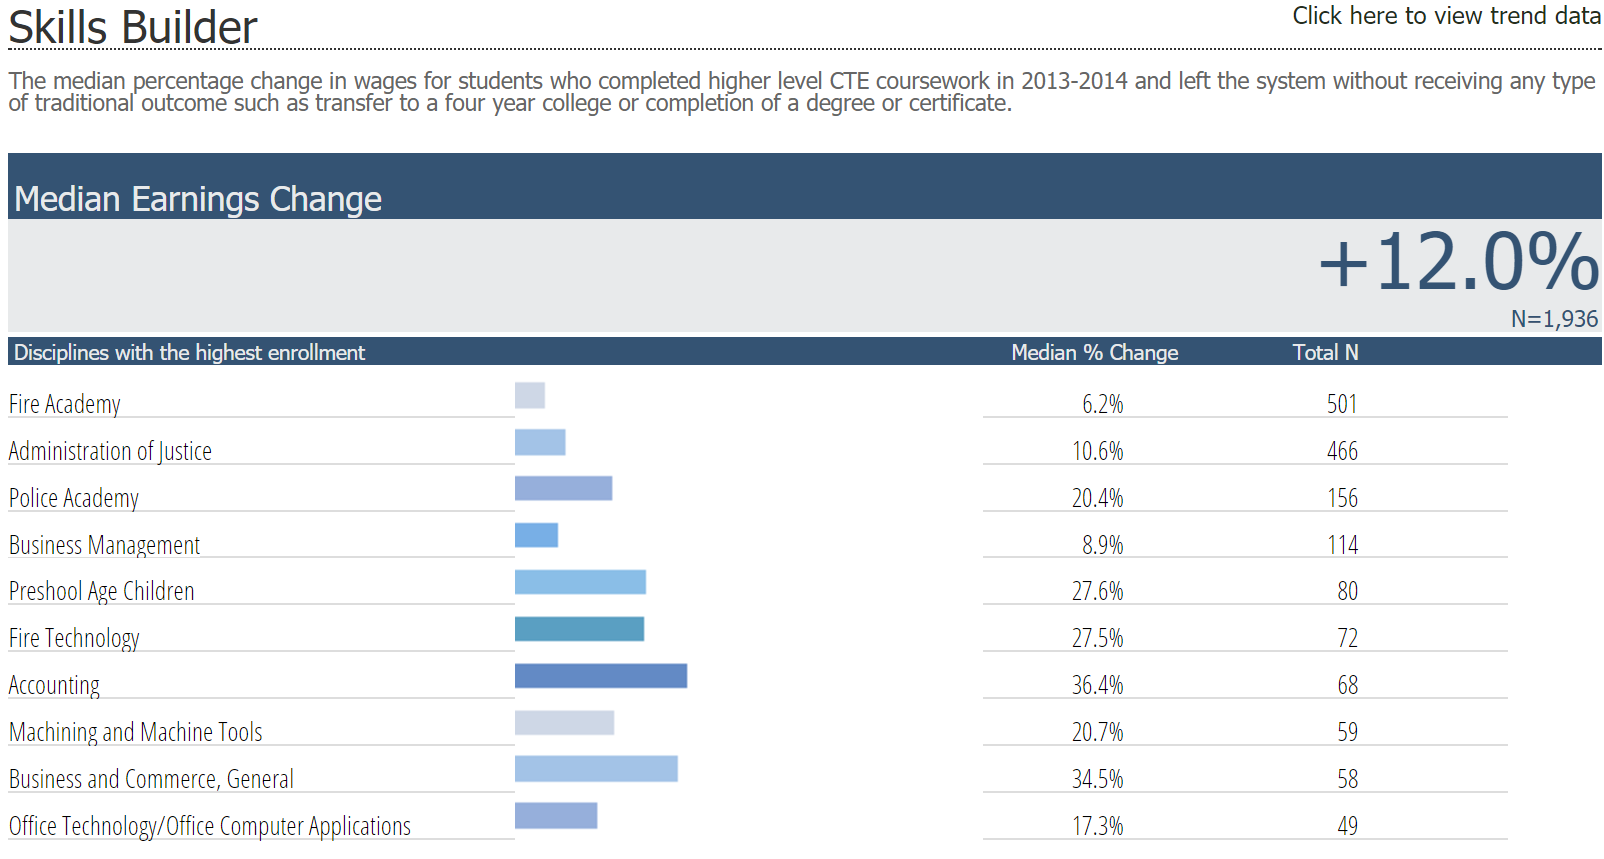 Skills Builder
Click here to view trend data
The median percentage change in wages for students who completed higher level CTE coursework in 2013-2014 and left the system without receiving any type
of traditional outcome such as transfer to a four year college or completion of a degree or certificate.
Median Earnings Change
+12.0%
N=1,936
Disciplines with the highest enrollment Median % Change Total N
Fire Academy 6.2% 501
Administration of Justice 10.6% 466
Police Academy 20.4% 156
Business Management 8.9% 114
Preshool Age Children 27.6% 80
Fire Technology 27.5% 72
Accounting 36.4% 68
Machining and Machine Tools 20.7% 59
Business and Commerce, General 34.5% 58
Office Technology/Office Computer Applications 17.3% 49